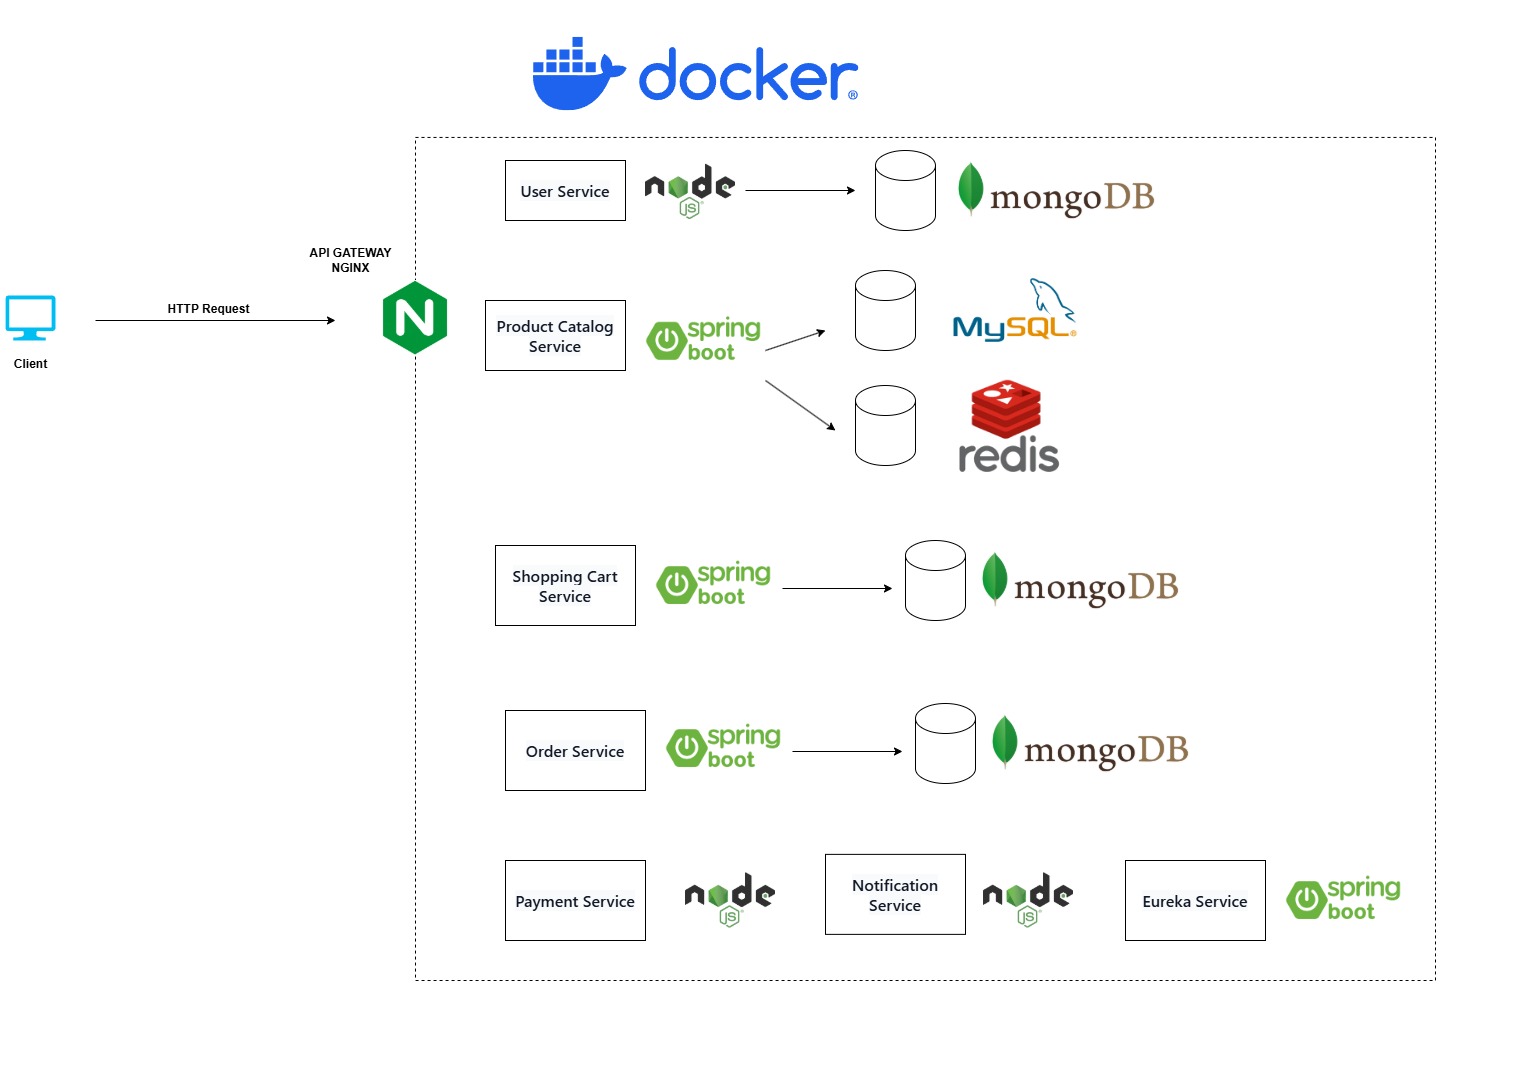 docker®
User Service
node
JS
mongoDB
API GATEWAY
NGINX
N
HTTP Request
Client
Product Catalog
Service
spring
boot
MySQL®
redis
Shopping Cart
Service
spring
boot
mongoDB
Order Service
spring
boot
mongoDB
Payment Service
node
JS
Notification
Service
node
JS
Eureka Service
spring
boot